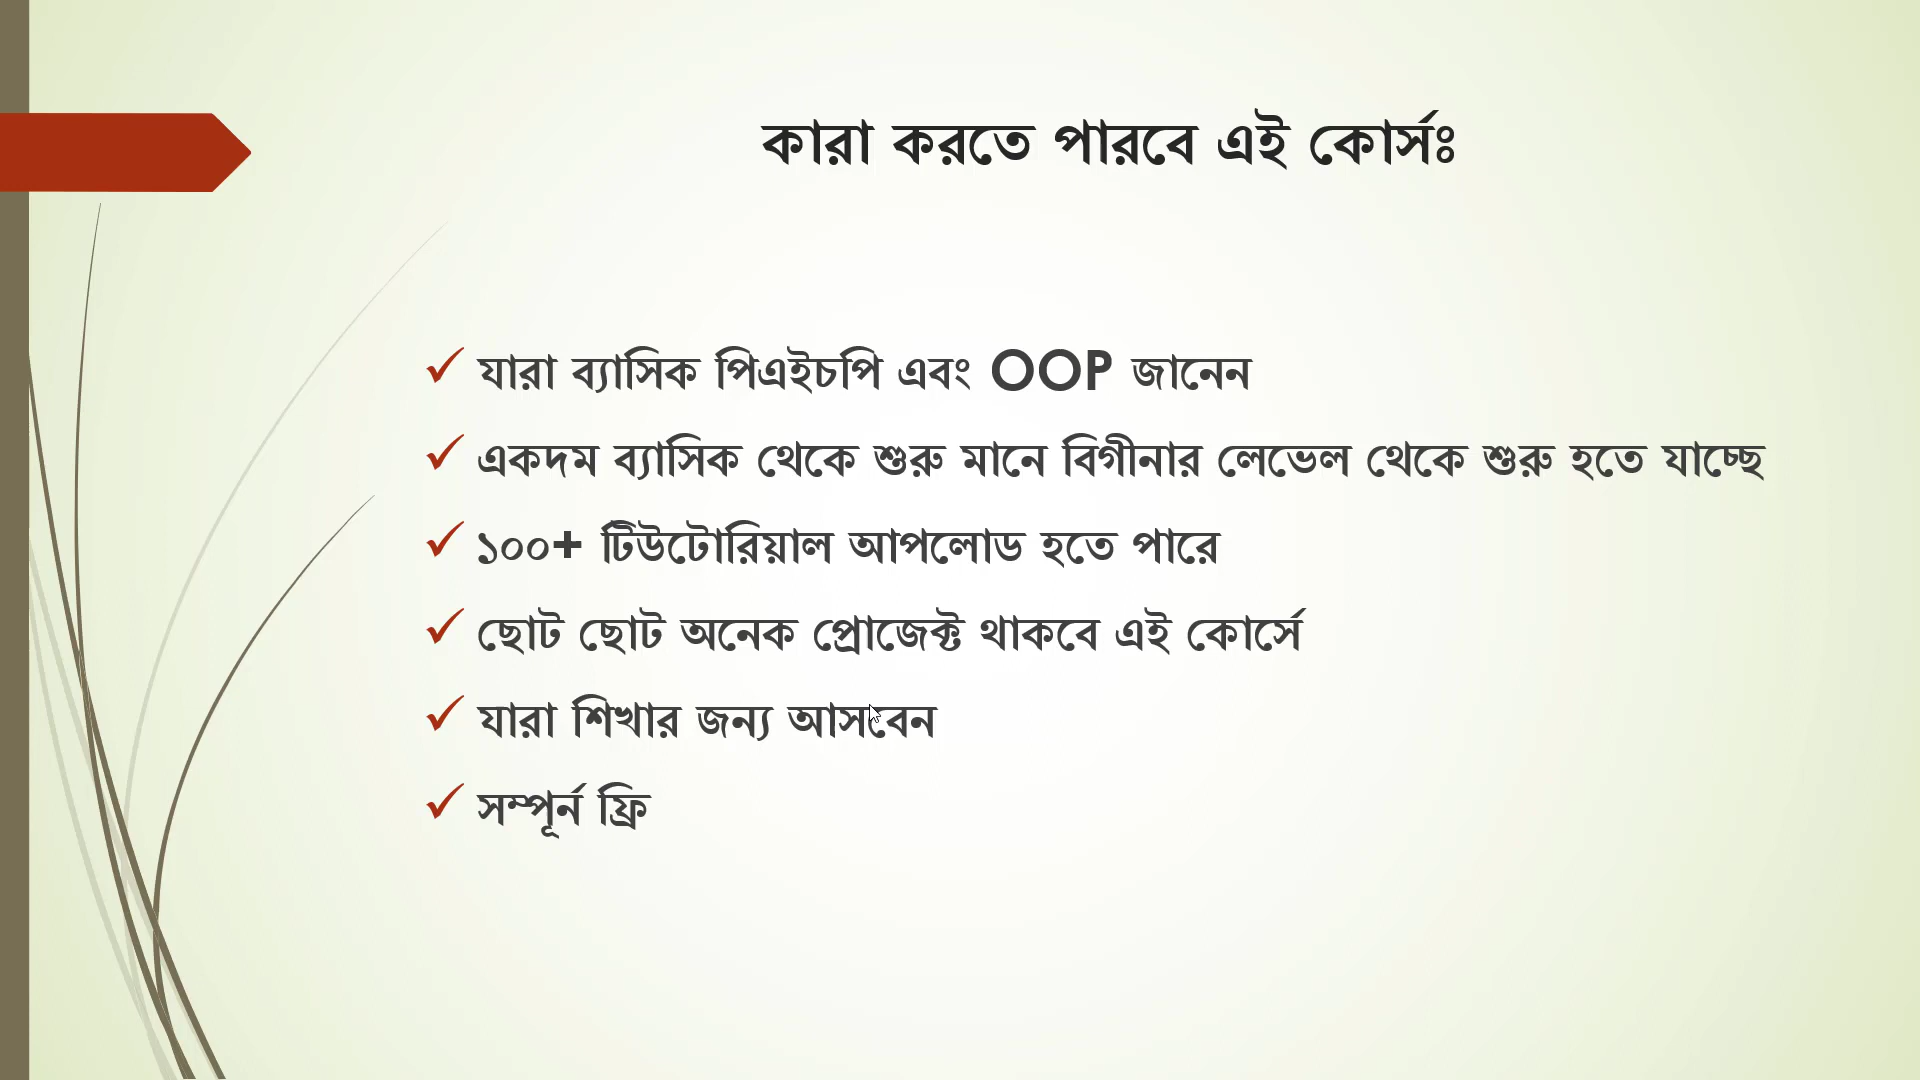 কারা করতে পারবে এই কোর্সঃ
যারা ব্যাসিক পিএইচপি এবং OOP জানেন
একদম ব্যাসিক থেকে শুরু মানে বিগীনার লেভেল থেকে শুরু হতে যাচ্ছে
১০০+ টিউটোরিয়াল আপলোড হতে পারে
ছোট ছোট অনেক প্রোজেক্ট থাকবে এই কোর্সে
যারা শিখার জন্য আসবেন
সম্পূর্ন ফ্রি